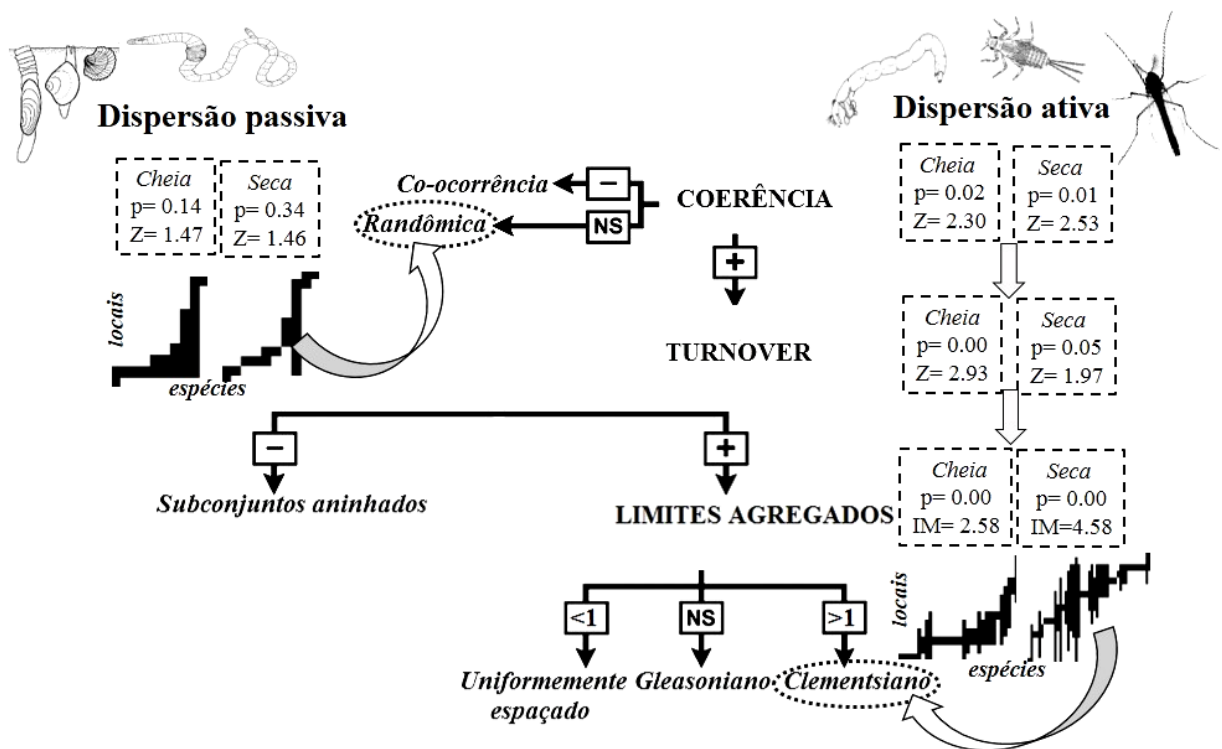 Dispersão passiva
Cheia
p= 0.14
Z= 1.47
Seca
p= 0.34
Z= 1.46
locais
espécies
Co-ocorrência
−
Randômica
NS
COERÊNCIA
+
TURNOVER
−
Subconjuntos aninhados
+
LIMITES AGREGADOS
<1
Uniformemente
espaçado
NS
Gleasoniano
>1
Clementsiano
Dispersão ativa
Cheia
p= 0.02
Z= 2.30
Seca
p= 0.01
Z= 2.53
Cheia
p= 0.00
Z= 2.93
Seca
p= 0.05
Z= 1.97
Cheia
p= 0.00
IM= 2.58
Seca
p= 0.00
IM=4.58
locais
espécies